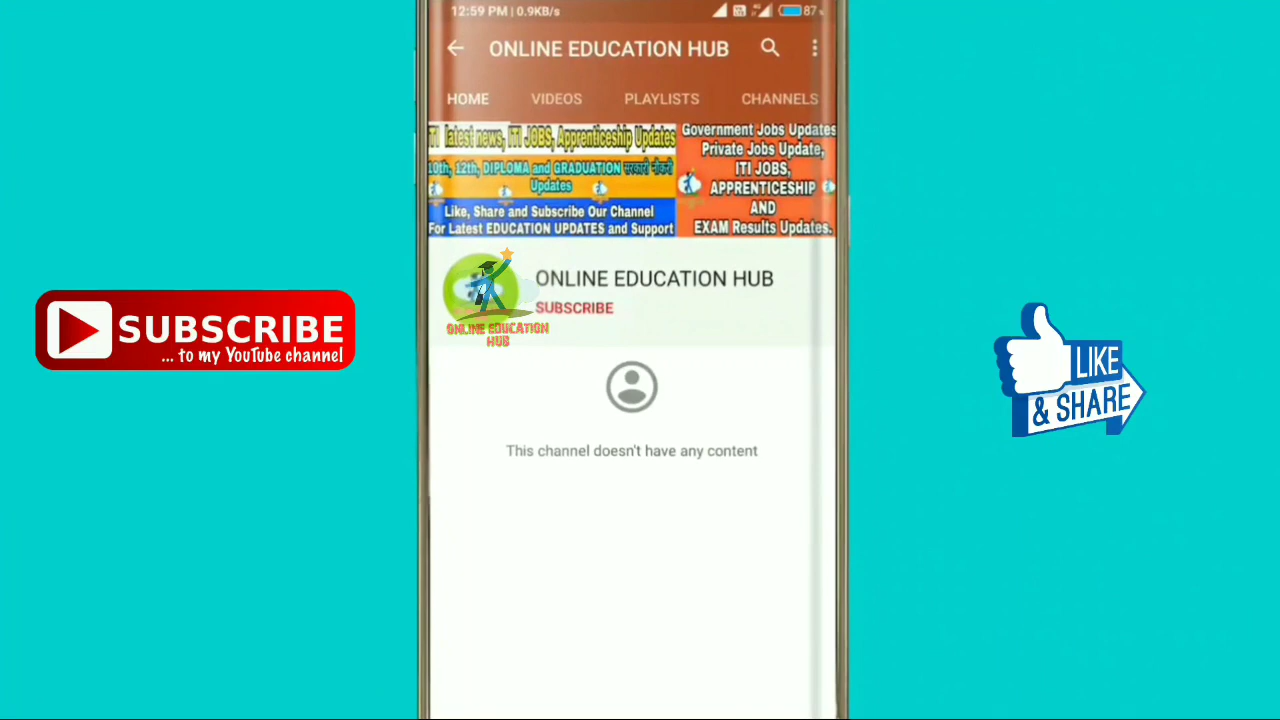 12:59 PM | 0.9KB/s
87
ONLINE EDUCATION HUB
HOME VIDEOS PLAYLISTS CHANNELS
ITI latest news, ITI JOBS, Apprenticeship Updates
10th, 12th, DIPLOMA and GRADUATION सरकारी नौकरी
Updates
Like, Share and Subscribe Our Channel
For Latest EDUCATION UPDATES and Support
Government Jobs Updates
Private Jobs Update,
ITI JOBS,
APPRENTICESHIP
AND
EXAM Results Updates.
ONLINE EDUCATION HUB
SUBSCRIBE
ONLINE EDUCATION
HUB
This channel doesn't have any content
SUBSCRIBE
... to my YouTube channel
LIKE
& SHARE